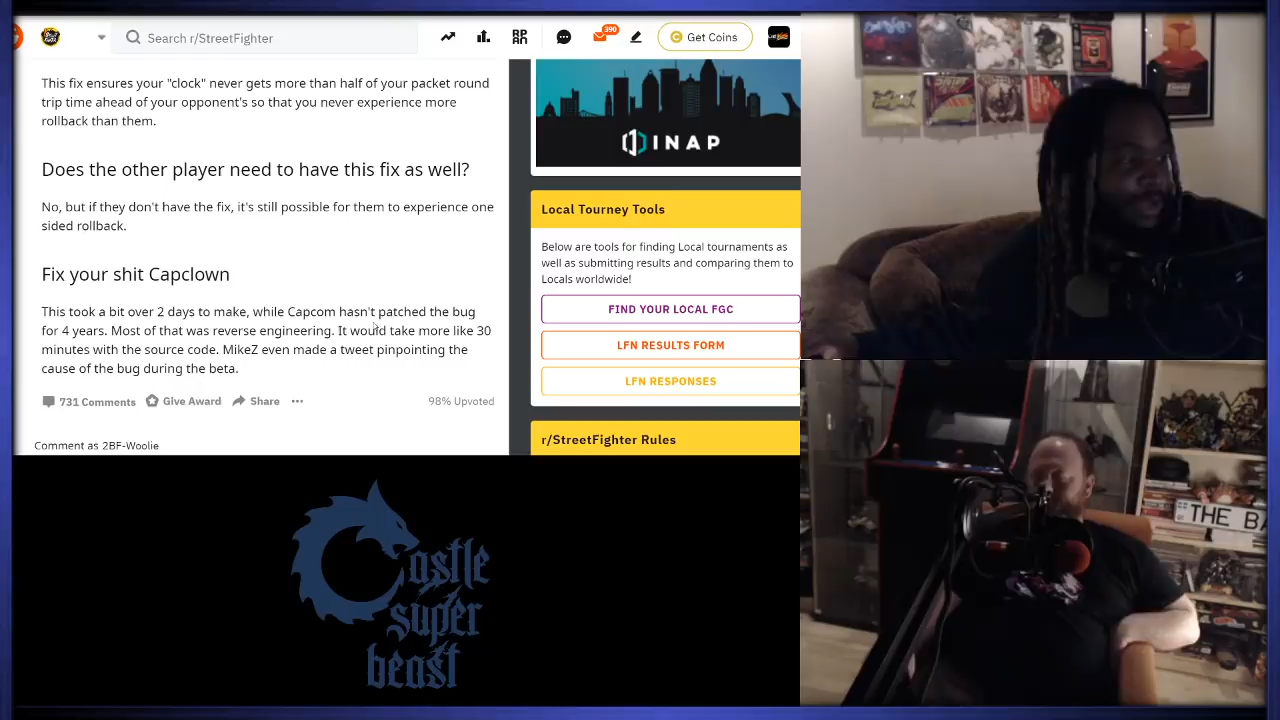 Search r/StreetFighter
390
Get Coins
This fix ensures your "clock" never gets more than half of your packet round
trip time ahead of your opponent's so that you never experience more
rollback than them.
Does the other player need to have this fix as well?
No, but if they don't have the fix, it's still possible for them to experience one
sided rollback.
Fix your shit Capclown
This took a bit over 2 days to make, while Capcom hasn't patched the bug
for 4 years. Most of that was reverse engineering. It would take more like 30
minutes with the source code. MikeZ even made a tweet pinpointing the
cause of the bug during the beta.
731 Comments
Give Award
Share
98% Upvoted
Comment as 2BF-Woolie
INAP
Local Tourney Tools
Below are tools for finding Local tournaments as
well as submitting results and comparing them to
Locals worldwide!
FIND YOUR LOCAL FGC
LFN RESULTS FORM
LFN RESPONSES
r/StreetFighter Rules
Castle
super
beast
THE BA